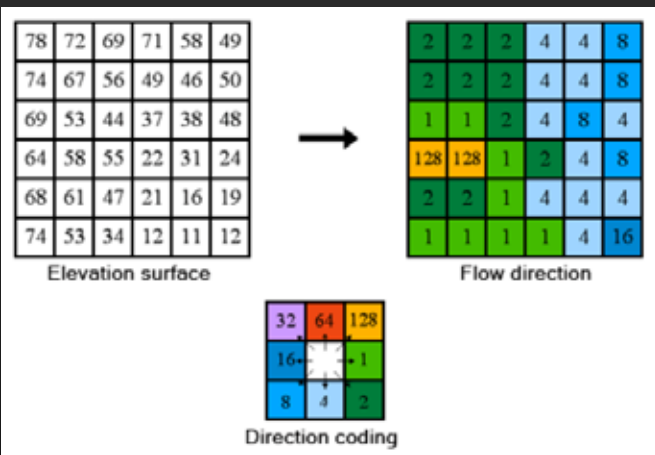 78 72 69 71 58 49 2 2 2 4 4 8
74 67 56 49 46 50 2 2 2 4 4 8
69 53 44 37 38 48 1 1 2 4 8 4
64 58 55 22 31 24 128 128 1 2 4 8
68 61 47 21 16 19 2 2 1 4 4 4
74 53 34 12 11 12 1 1 1 1 4 16
Elevation surface Flow direction
32 64 128
16 1
8 4 2
Direction coding